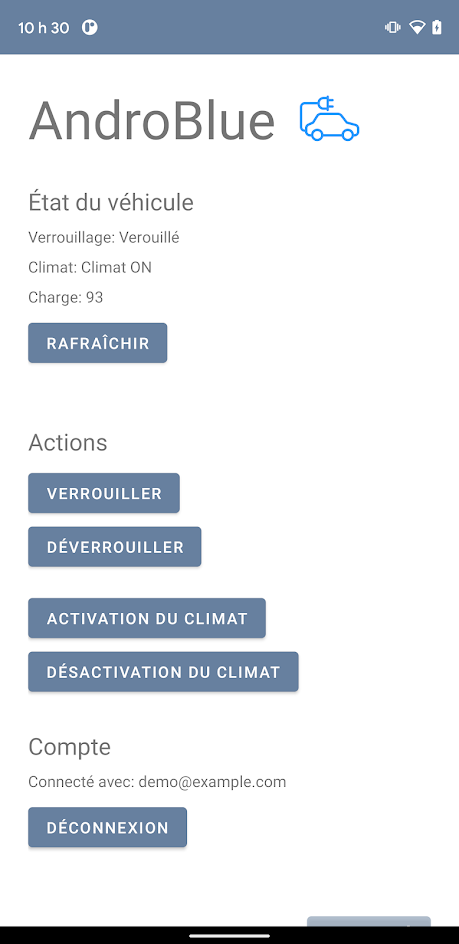 10 h 30
AndroBlue
État du véhicule
Verrouillage: Verouillé
Climat: Climat ON
Charge: 93
RAFRAÎCHIR
Actions
VERROUILLER
DÉVERROUILLER
ACTIVATION DU CLIMAT
DÉSACTIVATION DU CLIMAT
Compte
Connecté avec: demo@example.com
DÉCONNEXION